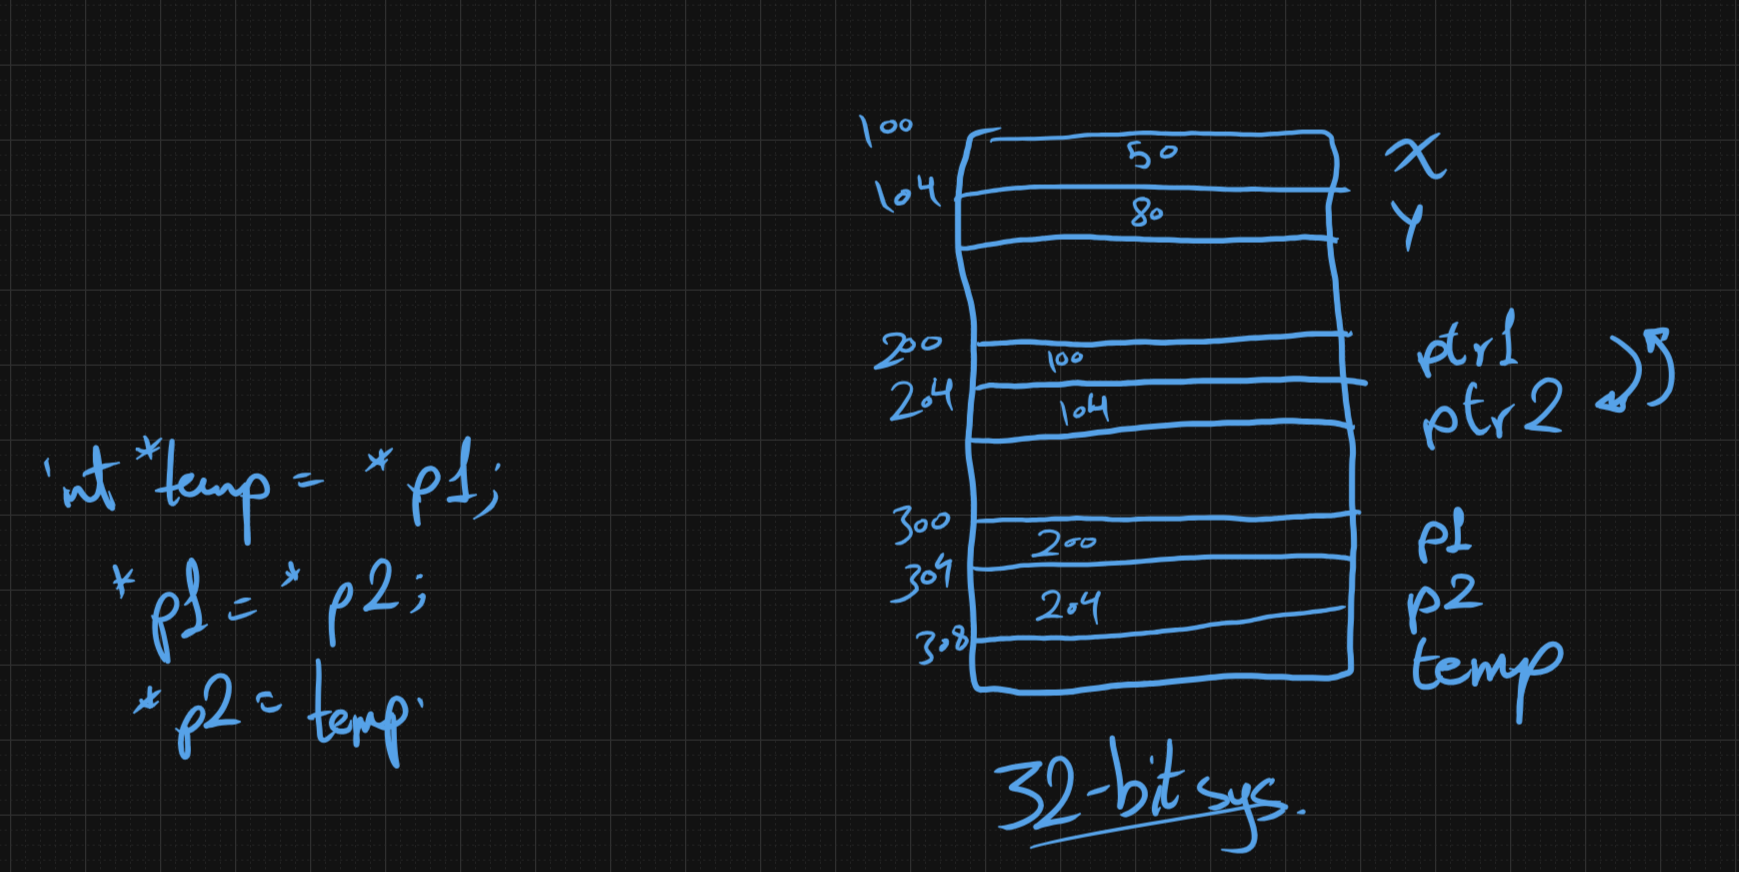 int *temp = *p1;
*p1 = *p2;
*p2 = temp.
100 50 x
104 80 y
200 100 ptr1
204 104 ptr2
300 200 p1
304 204 p2
308 temp
32-bit sys.